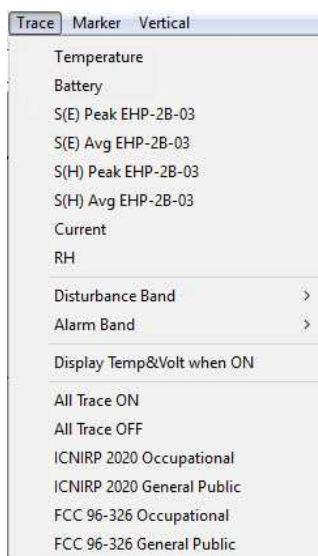 Trace Marker Vertical
Temperature
Battery
S(E) Peak EHP-2B-03
S(E) Avg EHP-2B-03
S(H) Peak EHP-2B-03
S(H) Avg EHP-2B-03
Current
RH
Disturbance Band
Alarm Band
Display Temp&Volt when ON
All Trace ON
All Trace OFF
ICNIRP 2020 Occupational
ICNIRP 2020 General Public
FCC 96-326 Occupational
FCC 96-326 General Public